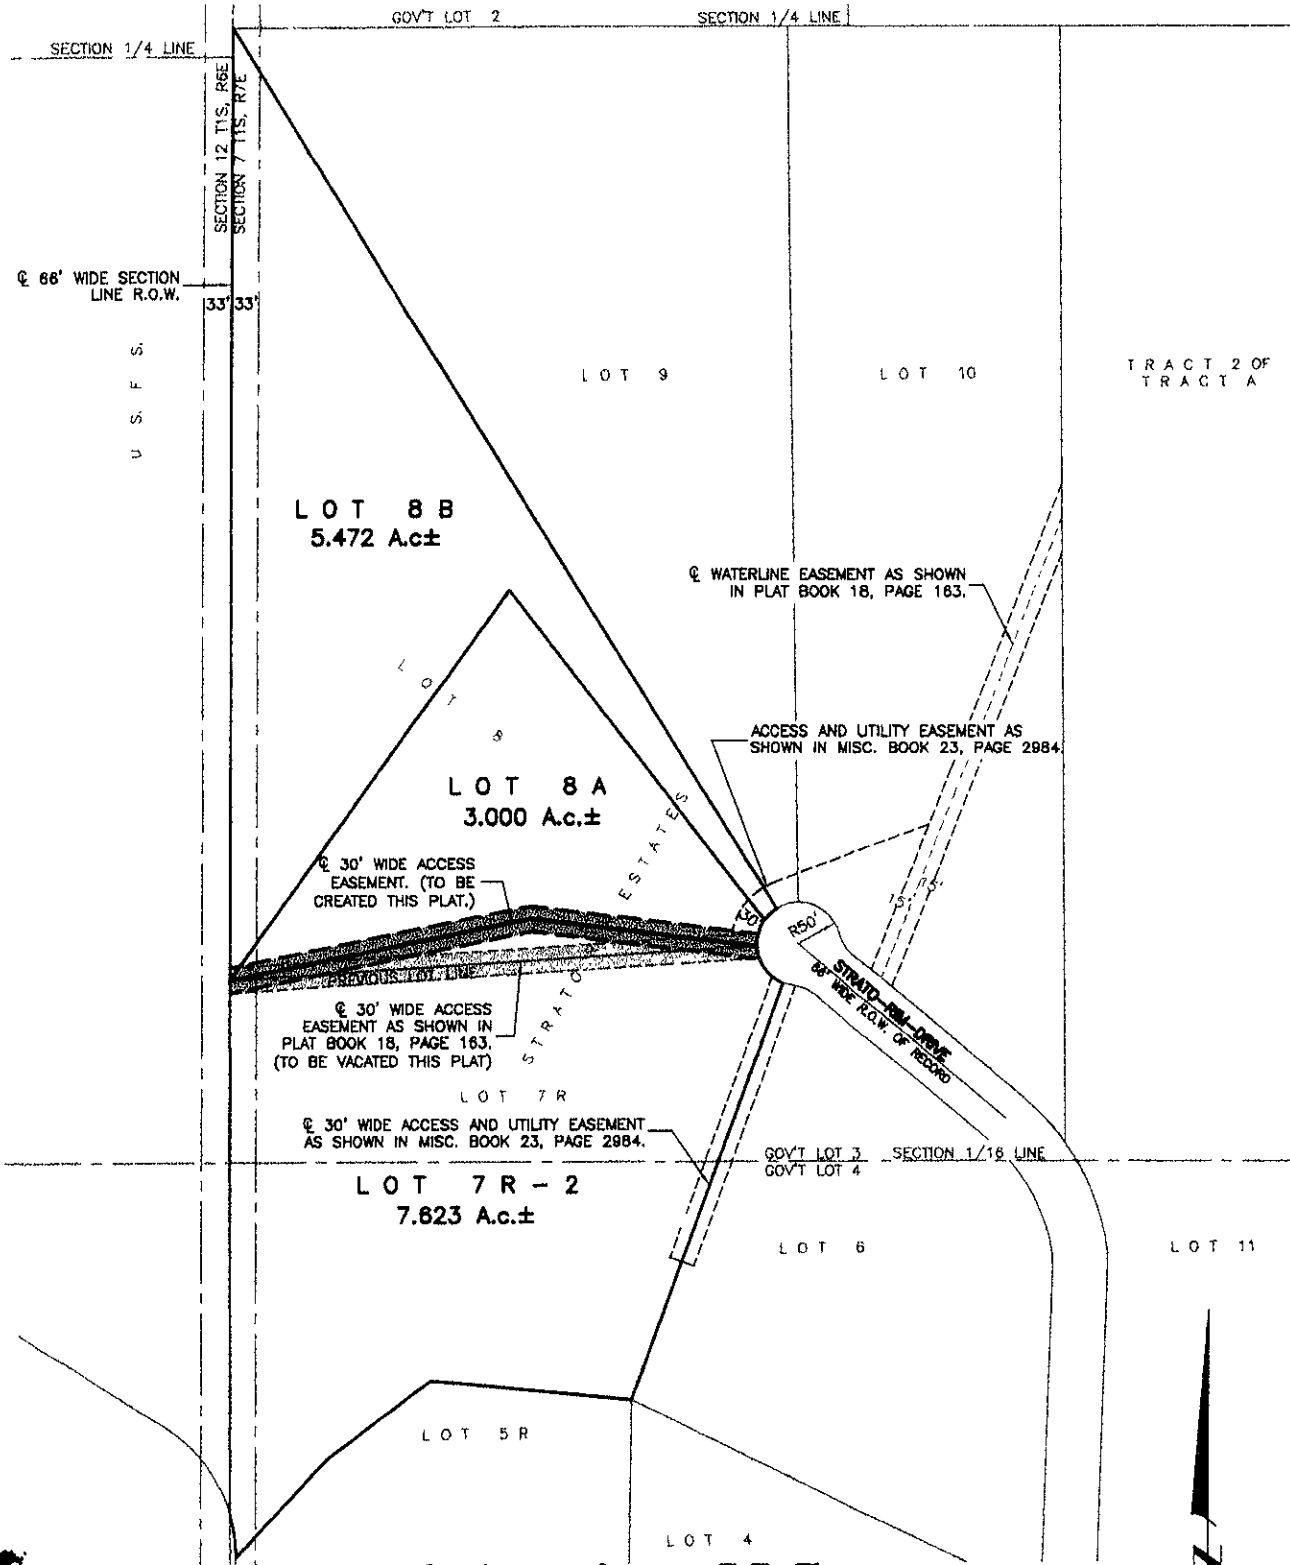 GOV'T LOT 2
SECTION 1/4 LINE
SECTION 1/4 LINE
SECTION 12 T1S, R6E
SECTION 7 T1S, R7E
℄ 66' WIDE SECTION
LINE R.O.W.
33' 33'
U.S.F.S.
LOT 9
LOT 10
TRACT 2 OF
TRACT A
LOT 8B
5.472 A.c±
℄ WATERLINE EASEMENT AS SHOWN
IN PLAT BOOK 18, PAGE 163.
LOT 8
ACCESS AND UTILITY EASEMENT AS
SHOWN IN MISC. BOOK 23, PAGE 2984.
LOT 8A
3.000 A.c.±
℄ 30' WIDE ACCESS
EASEMENT. (TO BE
CREATED THIS PLAT.)
STRATO ESTATES
30'
R50'
15'
15'
STRATO-RIM-DRIVE
66' WIDE R.O.W. OF RECORD
PREVIOUS LOT LINE
℄ 30' WIDE ACCESS
EASEMENT AS SHOWN IN
PLAT BOOK 18, PAGE 163.
(TO BE VACATED THIS PLAT)
LOT 7R
℄ 30' WIDE ACCESS AND UTILITY EASEMENT
AS SHOWN IN MISC. BOOK 23, PAGE 2984.
GOV'T LOT 3 SECTION 1/16 LINE
GOV'T LOT 4
LOT 7R-2
7.623 A.c.±
LOT 6
LOT 11
LOT 5R
LOT 4